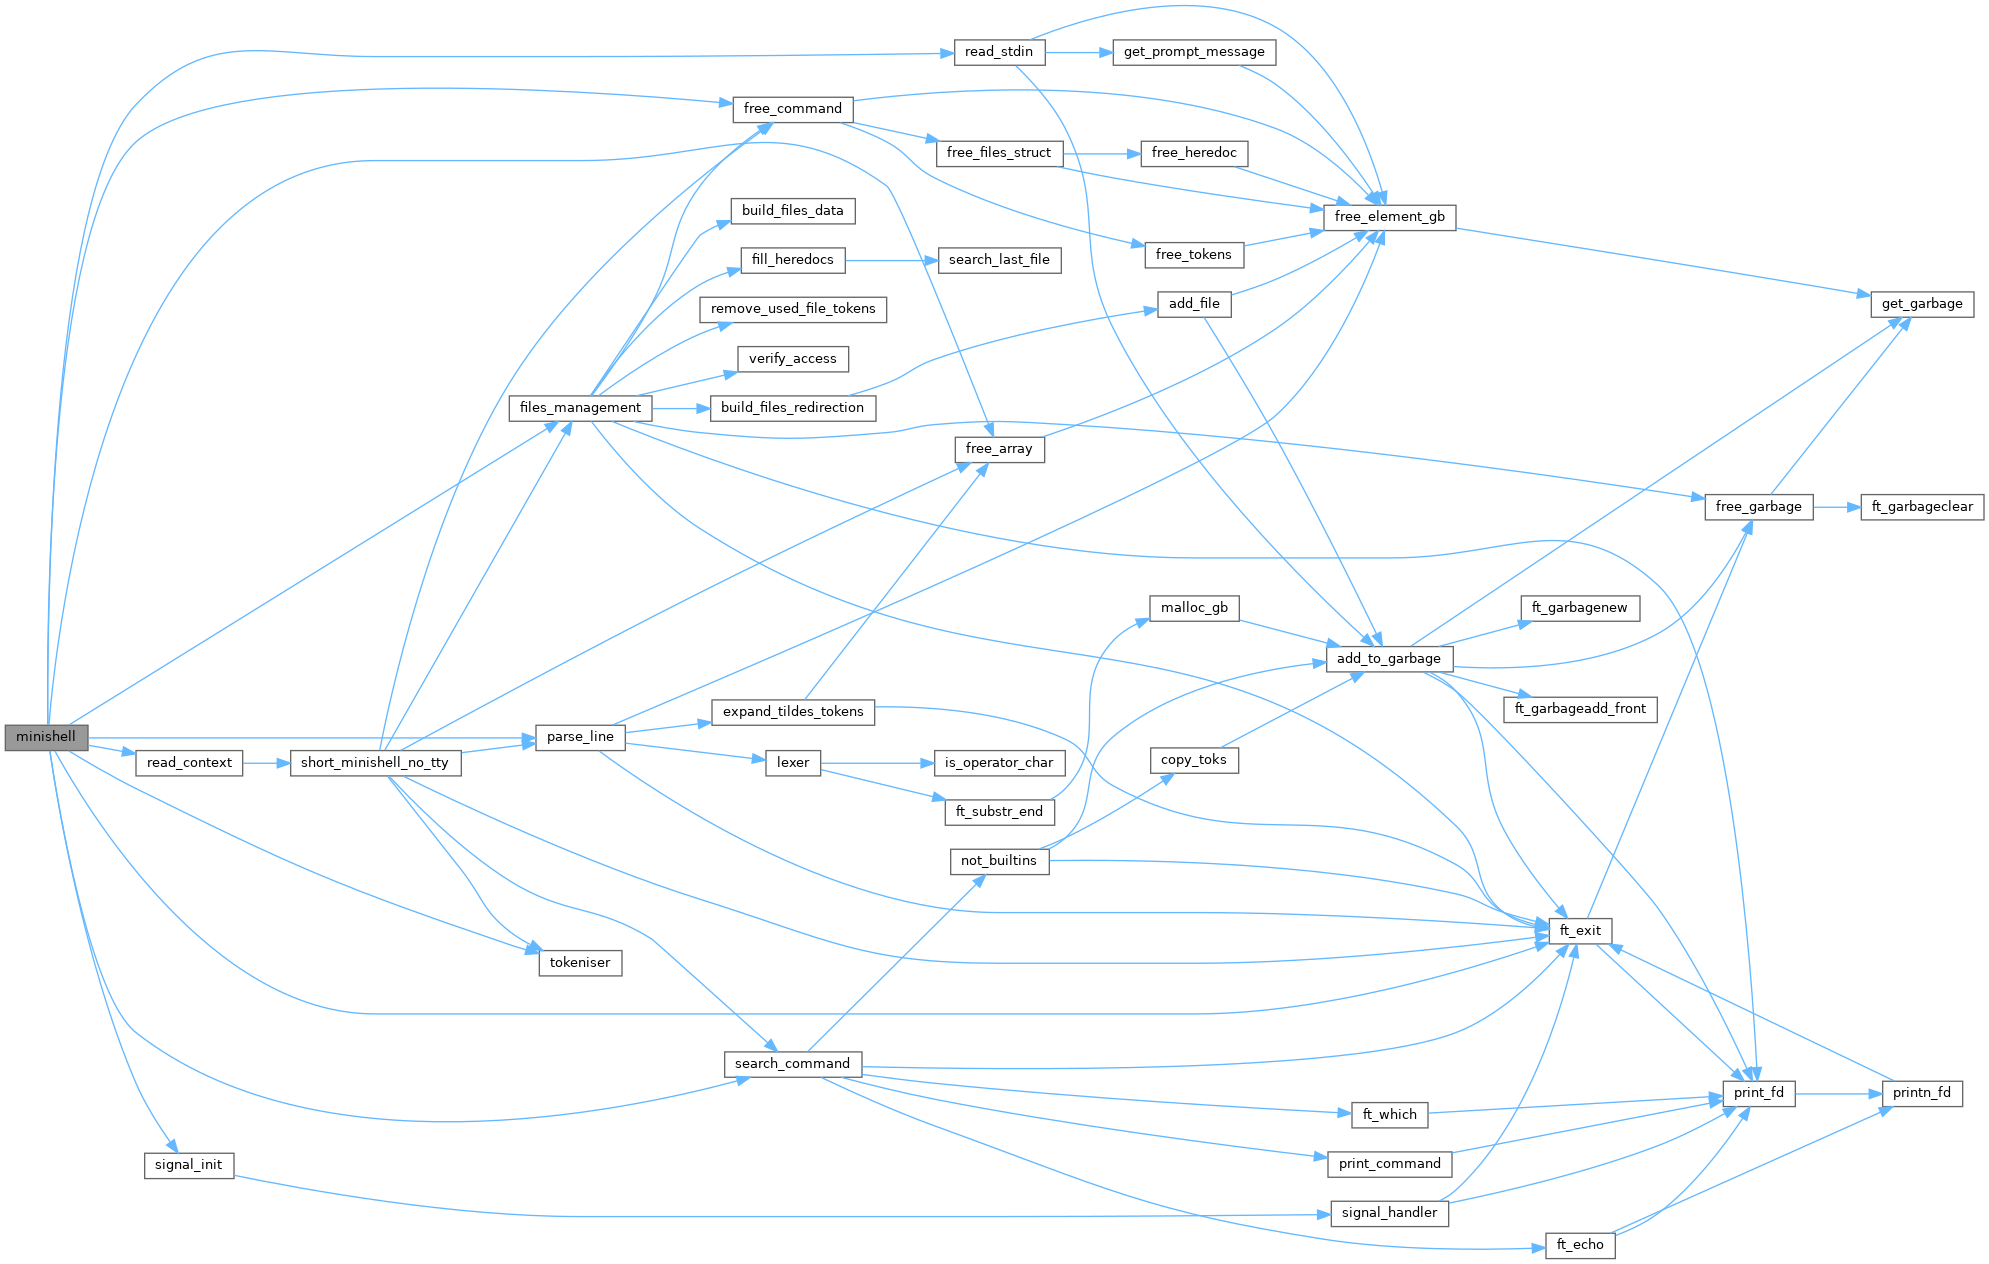 minishell
read_context
signal_init
short_minishell_no_tty
files_management
parse_line
tokeniser
free_command
build_files_data
fill_heredocs
remove_used_file_tokens
verify_access
build_files_redirection
expand_tildes_tokens
lexer
search_command
read_stdin
free_files_struct
search_last_file
free_array
is_operator_char
ft_substr_end
not_builtins
get_prompt_message
free_heredoc
free_tokens
add_file
malloc_gb
copy_toks
free_element_gb
add_to_garbage
ft_which
print_command
signal_handler
ft_garbagenew
ft_garbageadd_front
ft_exit
ft_echo
free_garbage
print_fd
get_garbage
ft_garbageclear
printn_fd